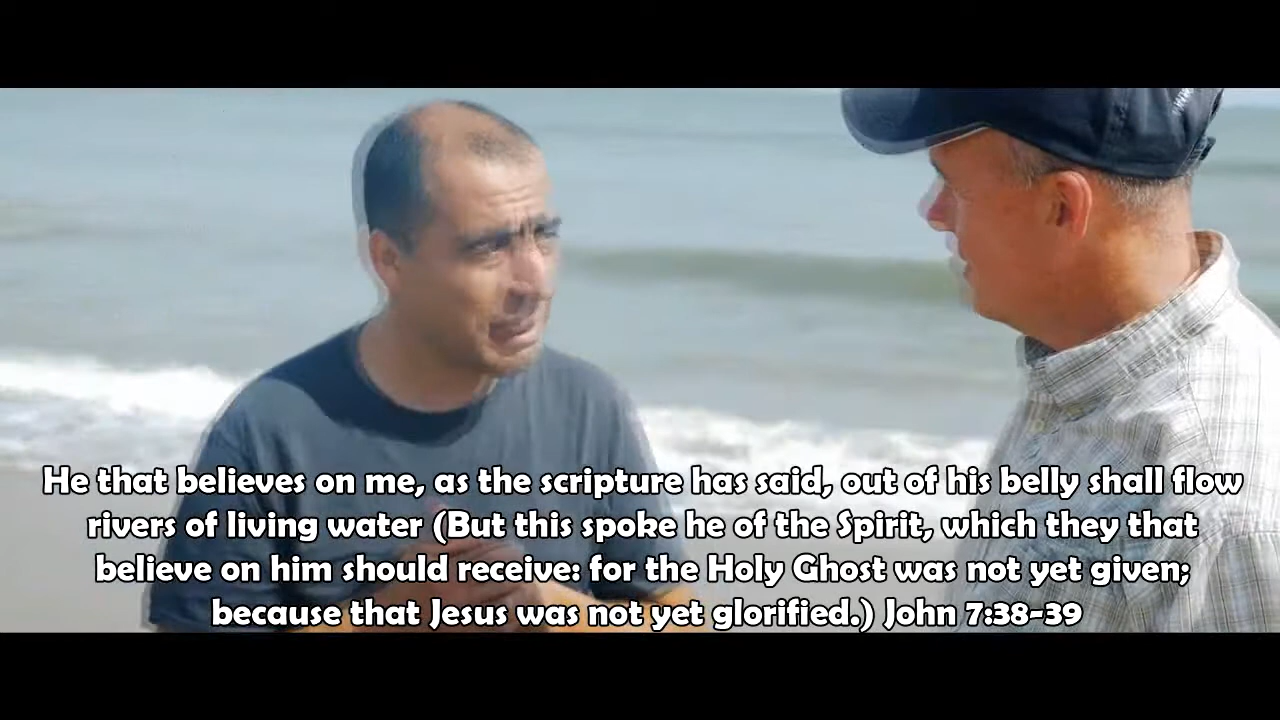 He that believes on me, as the scripture has said, out of his belly shall flow
rivers of living water (But this spoke he of the Spirit, which they that
believe on him should receive: for the Holy Ghost was not yet given;
because that Jesus was not yet glorified.) John 7:38-39